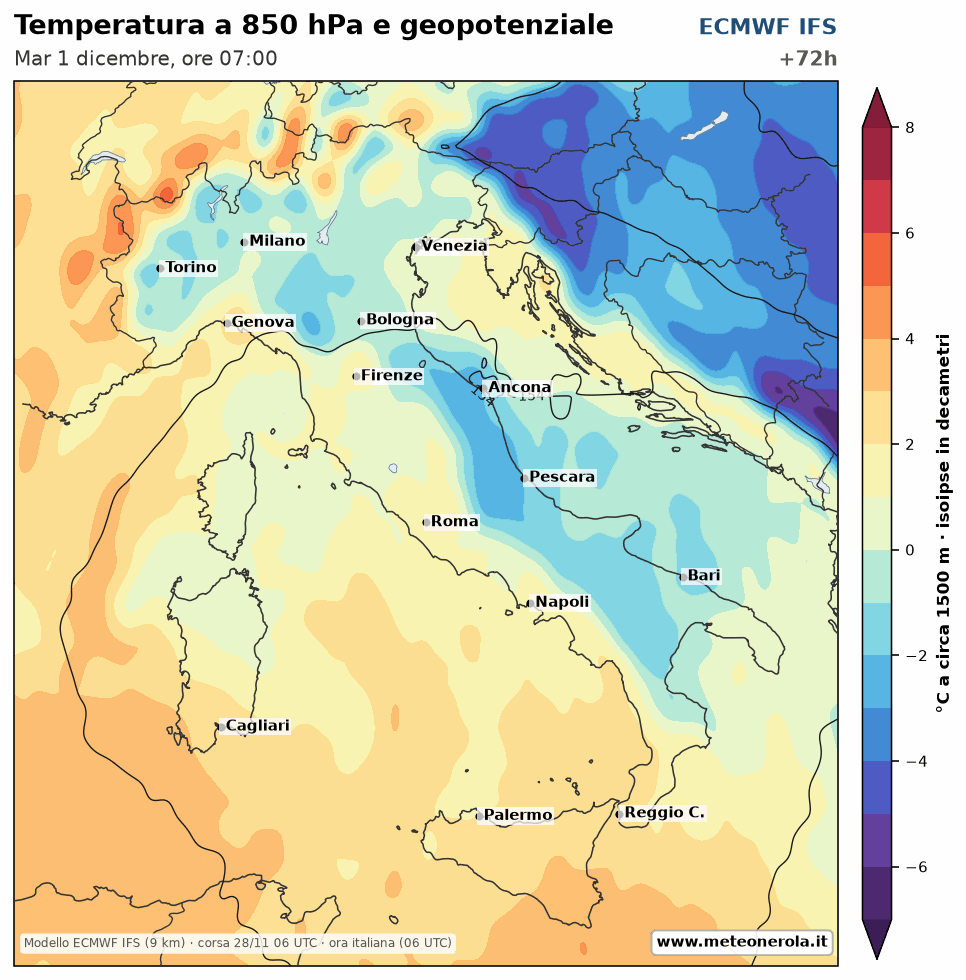 Temperatura a 850 hPa e geopotenziale
ECMWF IFS
Mar 1 dicembre, ore 07:00
+72h
Milano
Venezia
Torino
Genova
Bologna
Firenze
Ancona
Pescara
Roma
Bari
Napoli
Cagliari
Palermo
Reggio C.
8
6
4
2
0
−2
−4
−6
°C a circa 1500 m · isoipse in decametri
Modello ECMWF IFS (9 km) · corsa 28/11 06 UTC · ora italiana (06 UTC)
www.meteonerola.it